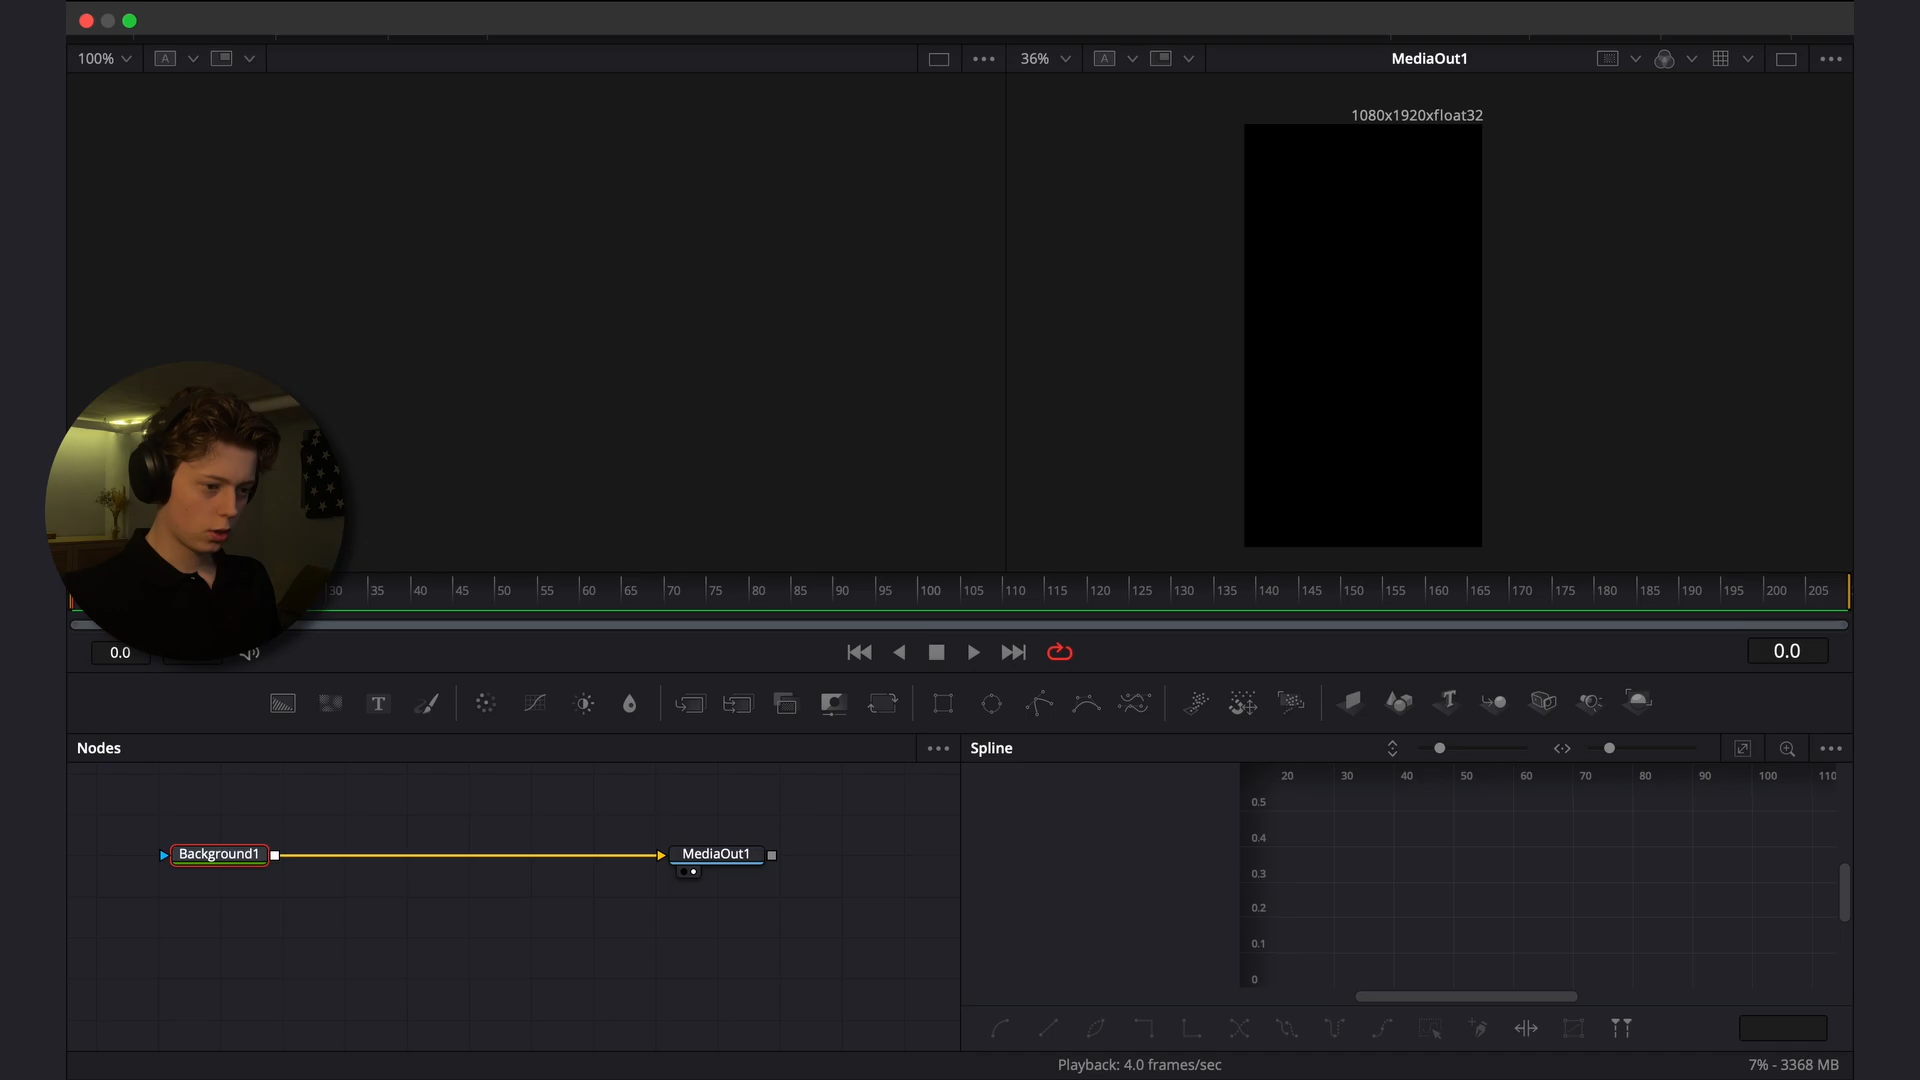 100%
A
36%
A
MediaOut1
1080x1920xfloat32
30 35 40 45 50 55 60 65 70 75 80 85 90 95 100 105 110 115 120 125 130 135 140 145 150 155 160 165 170 175 180 185 190 195 200 205
0.0
0.0
T
T
Nodes
Spline
20 30 40 50 60 70 80 90 100 110
0.5
0.4
0.3
0.2
0.1
0
Background1
MediaOut1
Playback: 4.0 frames/sec
7% - 3368 MB